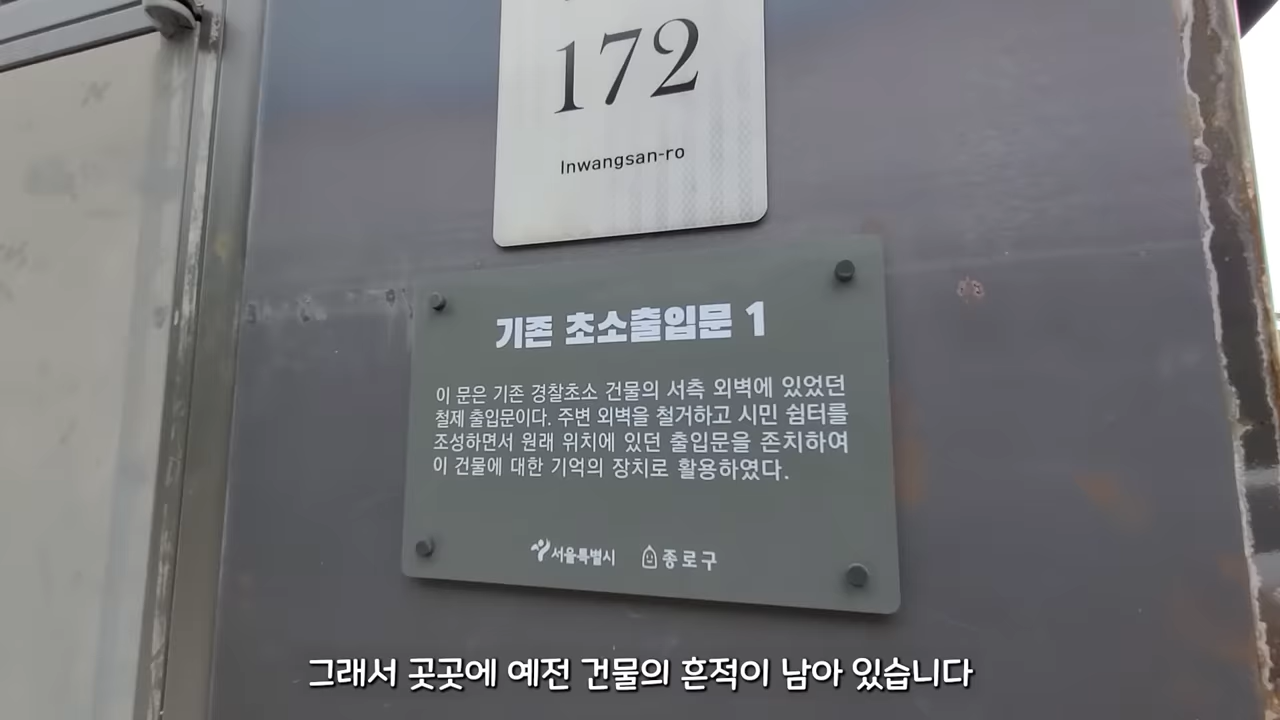 172
Inwangsan-ro
기존 초소출입문 1
이 문은 기존 경찰초소 건물의 서측 외벽에 있었던
철제 출입문이다. 주변 외벽을 철거하고 시민 쉼터를
조성하면서 원래 위치에 있던 출입문을 존치하여
이 건물에 대한 기억의 장치로 활용하였다.
서울특별시 종로구
그래서 곳곳에 예전 건물의 흔적이 남아 있습니다